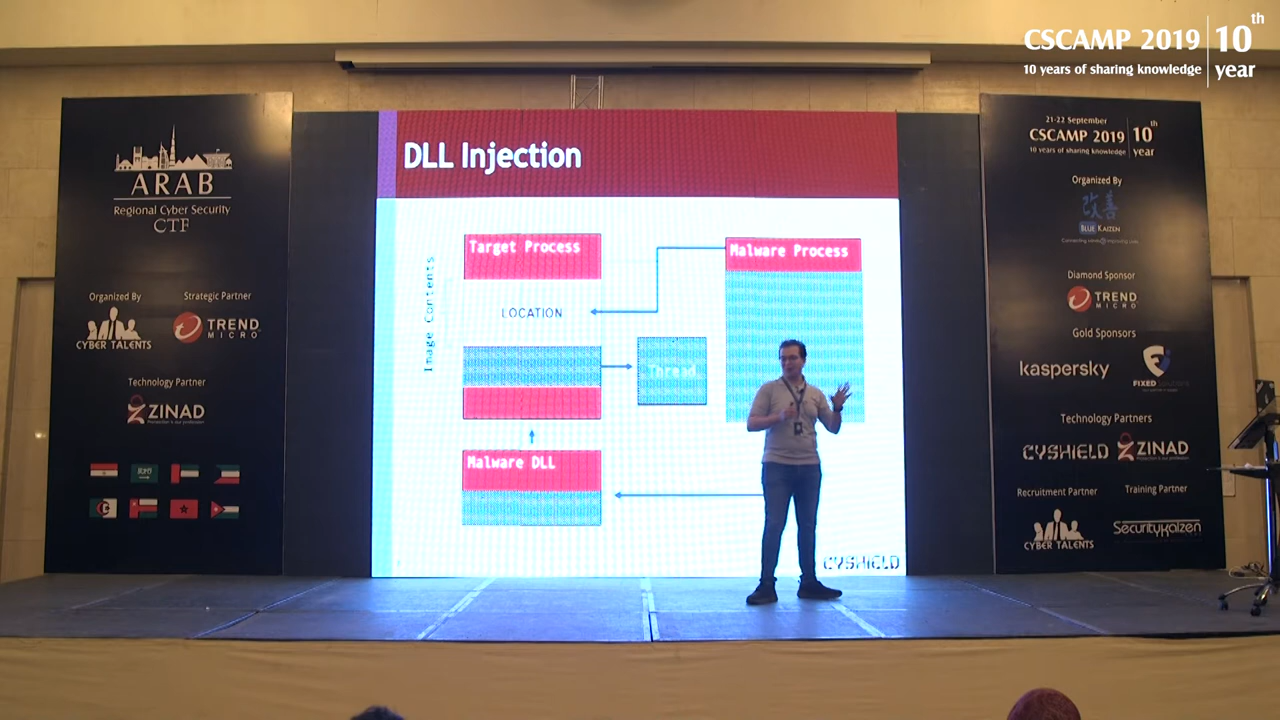 CSCAMP 2019
10 years of sharing knowledge
10th
year
ARAB
Regional Cyber Security
CTF
Organized By
CYBER TALENTS
Strategic Partner
TREND
MICRO
Technology Partner
ZINAD
DLL Injection
Image Contents
Target Process
LOCATION
Malware DLL
Thread
Malware Process
CYSHIELD
21-22 September
CSCAMP 2019
10 years of sharing knowledge
10th
year
Organized By
改善
BLUE KAIZEN
Diamond Sponsor
TREND
MICRO
Gold Sponsors
kaspersky
FIXED SOLUTIONS
Technology Partners
CYSHIELD
ZINAD
Recruitment Partner
CYBER TALENTS
Training Partner
SecurityKaizen